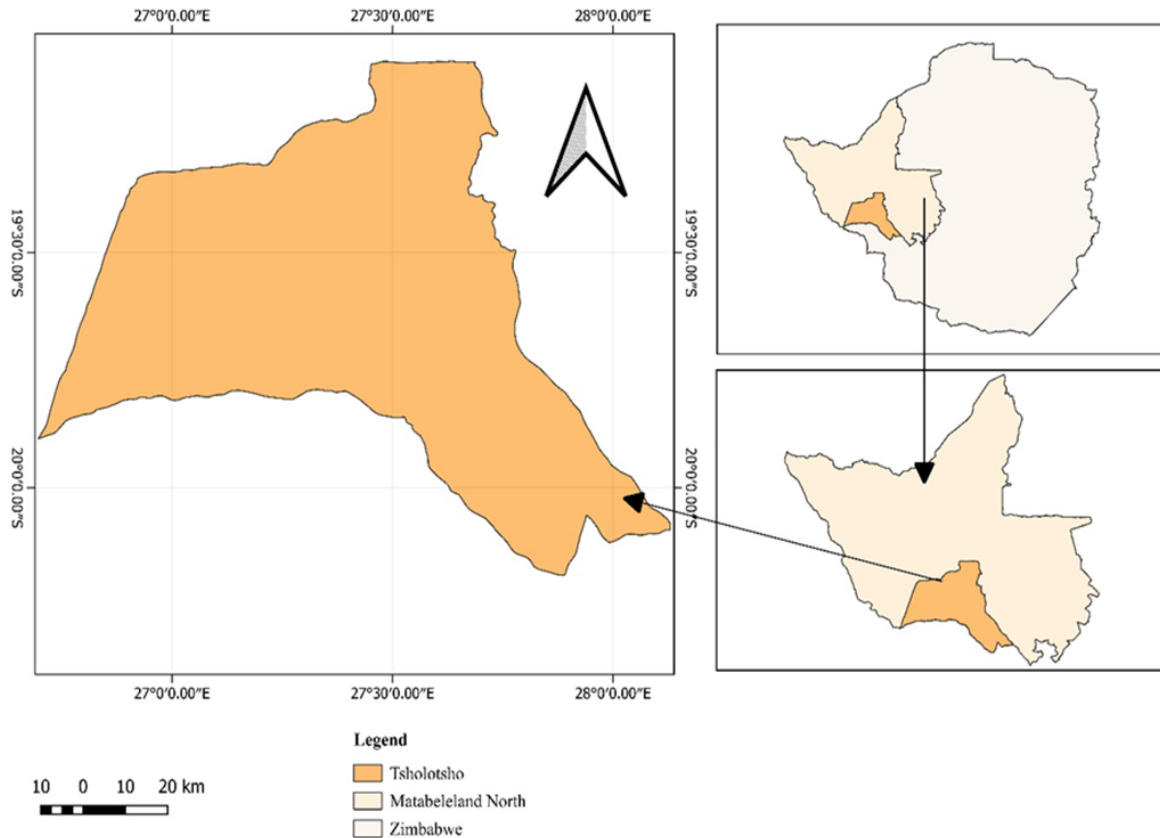 27°0′0.00″E 27°30′0.00″E 28°0′0.00″E
19°30′0.00″S 19°30′0.00″S
20°0′0.00″S 20°0′0.00″S
27°0′0.00″E 27°30′0.00″E 28°0′0.00″E
Legend
Tsholotsho
10 0 10 20 km
Matabeleland North
Zimbabwe